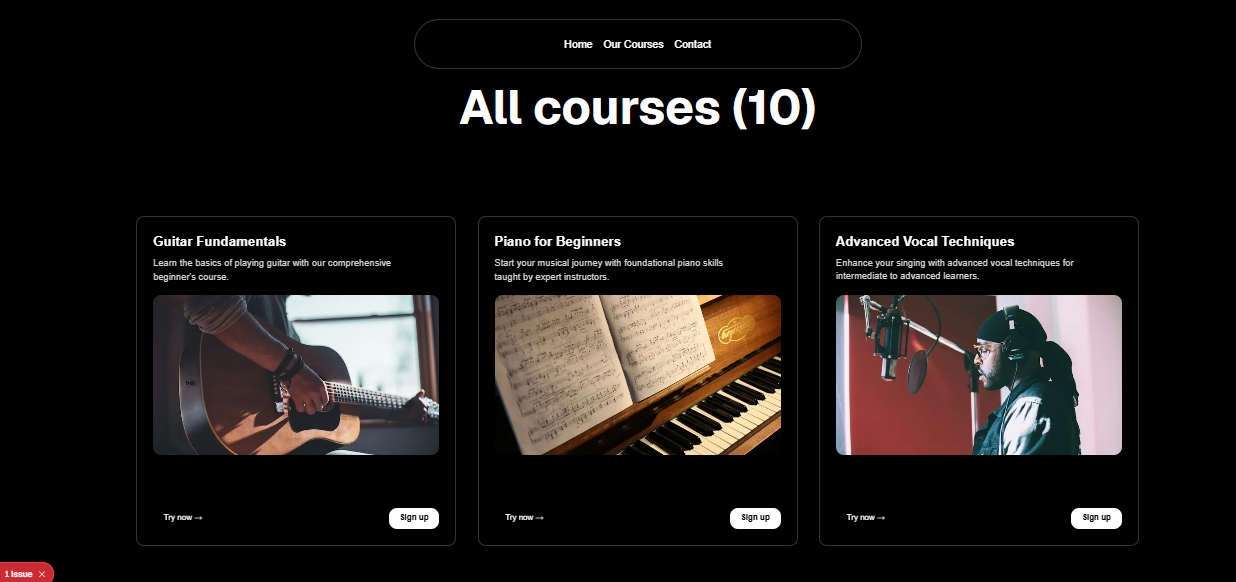 Home Our Courses Contact
All courses (10)
Guitar Fundamentals
Learn the basics of playing guitar with our comprehensive
beginner's course.
Piano for Beginners
Start your musical journey with foundational piano skills
taught by expert instructors.
Advanced Vocal Techniques
Enhance your singing with advanced vocal techniques for
intermediate to advanced learners.
Try now →
Sign up
Try now →
Sign up
Try now →
Sign up
1 Issue ×